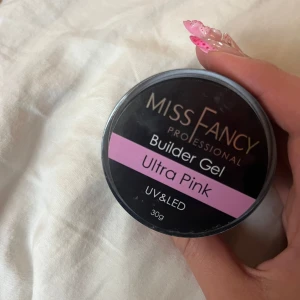 MISS FANCY
PROFESSIONAL
Builder Gel
Ultra Pink
UV&LED
30g